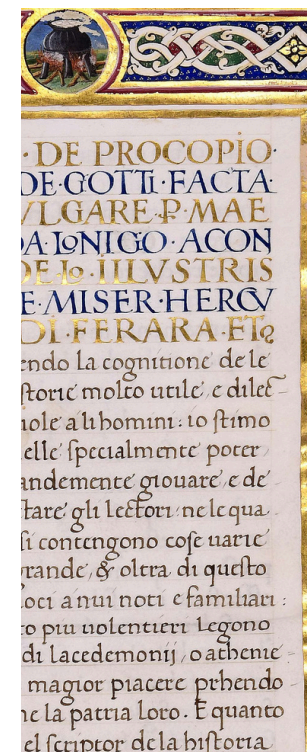 · DE PROCOPIO ·
DE · GOTTI · FACTA
VLGARE · P · MAE
DA · LONIGO · ACON
DE · LO · ILLVSTRIS
E · MISER · HERCV
DI · FERARA · ET
endo la cognitione de le
storie molto utile, e dilet
uole a li homini: io stimo
elle specialmente poter
andemente giouare, e de
ctare gli lectori: ne le qua
si contengono cose uarie
rande, & oltra di questo
oci a nui noti e familiari:
to piu uolentieri legono
di lacedemonij, o athenie
magior piacere prhendo
ne la patria loro. E quanto
el scriptor de la historia